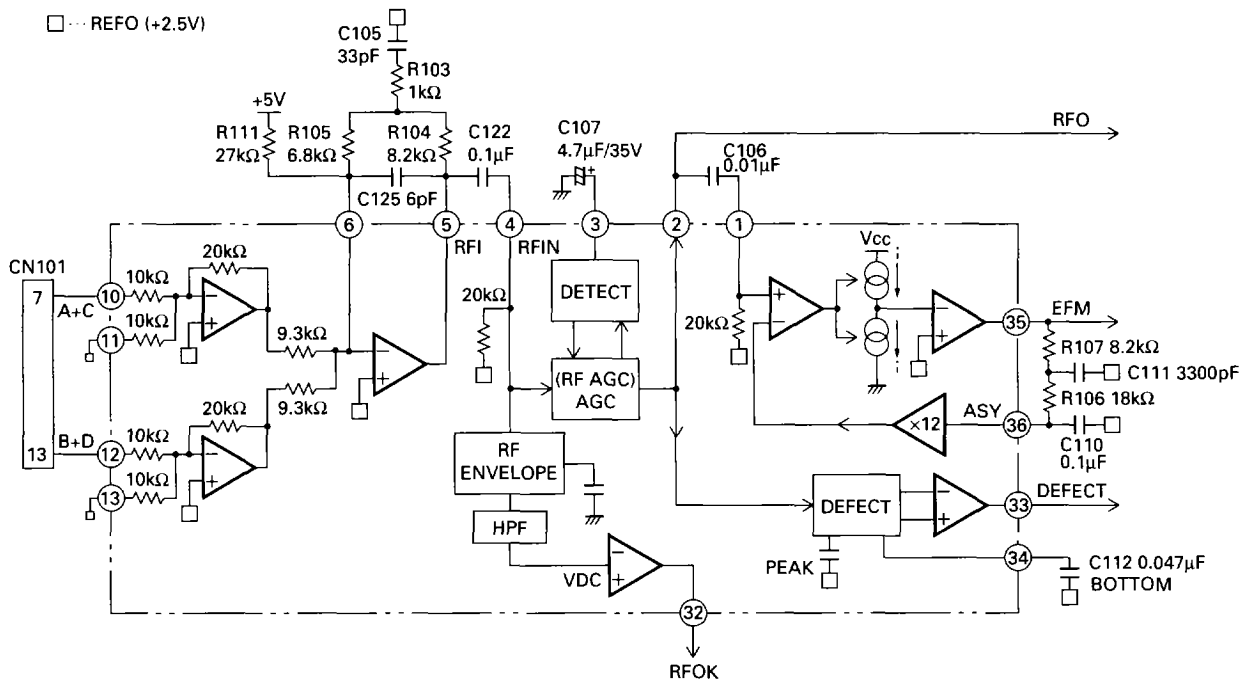 □ ··· REFO (+2.5V)
C105
33pF
R103
1kΩ
+5V
R111
27kΩ
R105
6.8kΩ
R104
8.2kΩ
C122
0.1μF
C107
4.7μF/35V
+
C106
0.01μF
RFO
C125 6pF
6
5
4
3
2
1
RFI
RFIN
CN101
7
A+C
10
10kΩ
20kΩ
−
+
11
10kΩ
9.3kΩ
9.3kΩ
−
+
13
B+D
12
10kΩ
20kΩ
−
+
13
10kΩ
20kΩ
DETECT
(RF AGC)
AGC
RF
ENVELOPE
HPF
VDC
−
+
32
RFOK
20kΩ
+
−
Vcc
−
+
35
EFM
R107 8.2kΩ
C111 3300pF
R106 18kΩ
×12
ASY
36
C110
0.1μF
DEFECT
−
+
33
DEFECT
PEAK
34
C112 0.047μF
BOTTOM